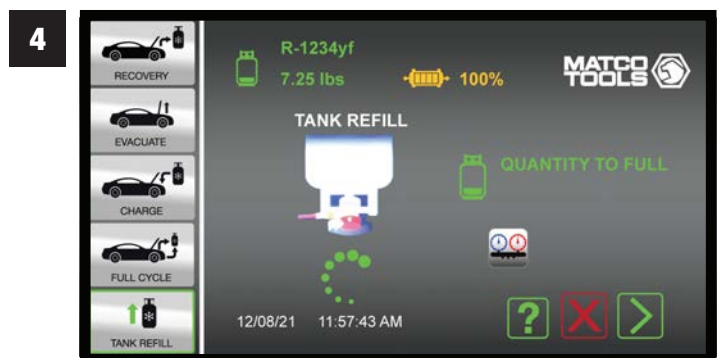 4
RECOVERY
EVACUATE
CHARGE
FULL CYCLE
TANK REFILL
R-1234yf
7.25 lbs
100%
MATCO
TOOLS
TANK REFILL
QUANTITY TO FULL
12/08/21 11:57:43 AM
?